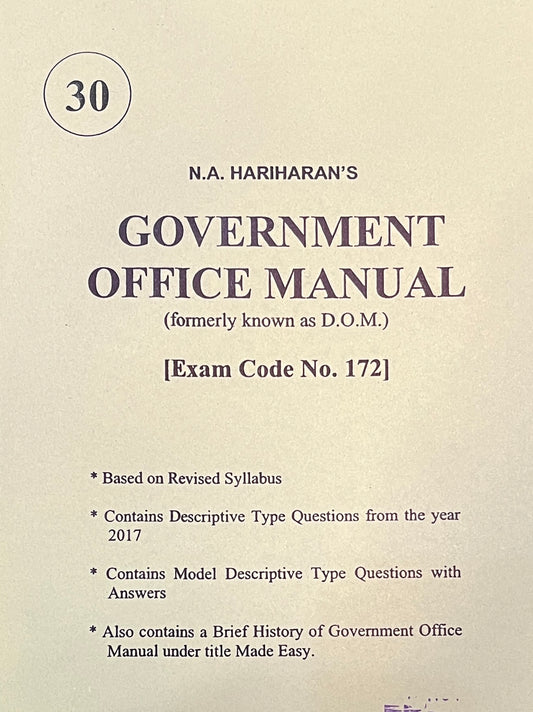 30
N.A. HARIHARAN'S
GOVERNMENT
OFFICE MANUAL
(formerly known as D.O.M.)
[Exam Code No. 172]
* Based on Revised Syllabus
* Contains Descriptive Type Questions from the year
2017
* Contains Model Descriptive Type Questions with
Answers
* Also contains a Brief History of Government Office
Manual under title Made Easy.